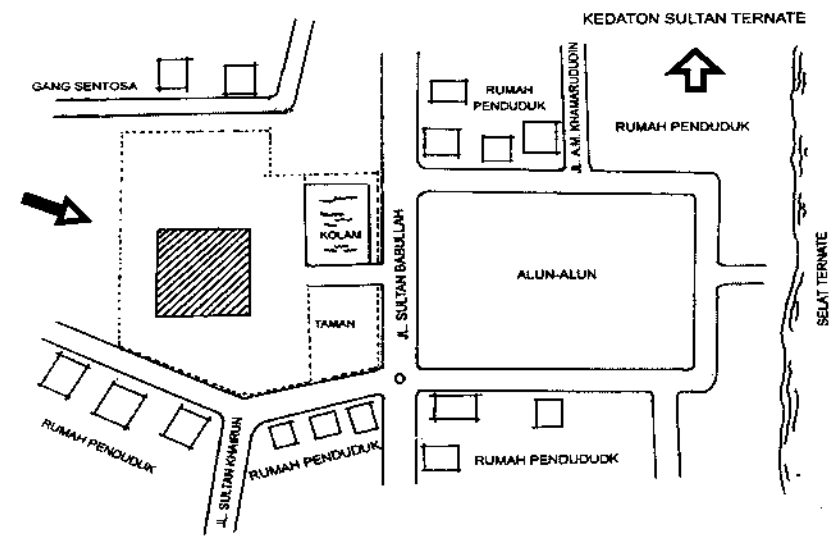 KEDATON SULTAN TERNATE
GANG SENTOSA
RUMAH
PENDUDUK
JL. A.M. KHAMARUDUDIN
RUMAH PENDUDUK
KOLAM
JL. SULTAN BABULLAH
ALUN-ALUN
SELAT TERNATE
TAMAN
RUMAH PENDUDUK
JL. SULTAN KHAIRUN
RUMAH PENDUDUK
RUMAH PENDUDUDK